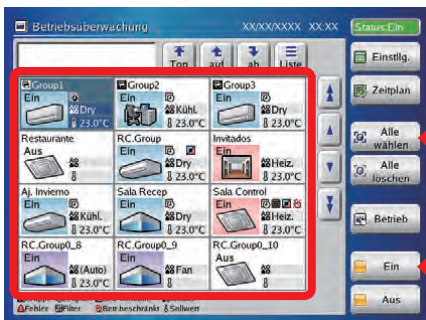 Betriebsüberwachung XX/XX/XXXX XX:XX Status:Ein
Top auf ab Liste
Einstllg.
Zeitplan
Alle wählen
Alle löschen
Betrieb
Ein
Aus
Group1 Group2 Group3
Ein Ein Ein
Dry Kühl. Dry
23.0°C 23.0°C 23.0°C
Restaurante RC.Group Invitados
Aus Ein Ein
Dry Heiz.
23.0°C 23.0°C
Aj. Invierno Sala Recep Sala Control
Ein Ein Ein
Kühl. Dry Heiz.
23.0°C 23.0°C 23.0°C
RC.Group0_8 RC.Group0_9 RC.Group0_10
Ein Ein Aus
(Auto) Fan
23.0°C
Fehler Filter Betr.beschränkt Sollwert